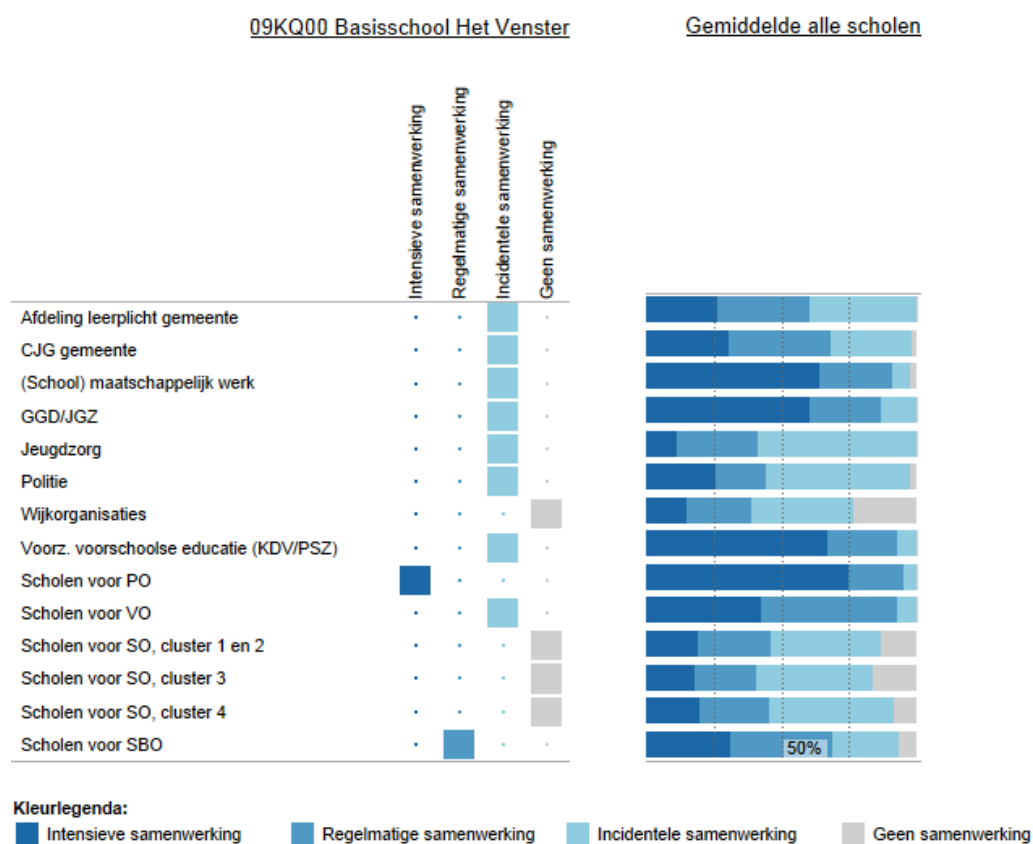 09KQ00 Basisschool Het Venster
Gemiddelde alle scholen
Intensieve samenwerking
Regelmatige samenwerking
Incidentele samenwerking
Geen samenwerking
Afdeling leerplicht gemeente
CJG gemeente
(School) maatschappelijk werk
GGD/JGZ
Jeugdzorg
Politie
Wijkorganisaties
Voorz. voorschoolse educatie (KDV/PSZ)
Scholen voor PO
Scholen voor VO
Scholen voor SO, cluster 1 en 2
Scholen voor SO, cluster 3
Scholen voor SO, cluster 4
Scholen voor SBO
50%
Kleurlegenda:
Intensieve samenwerking
Regelmatige samenwerking
Incidentele samenwerking
Geen samenwerking